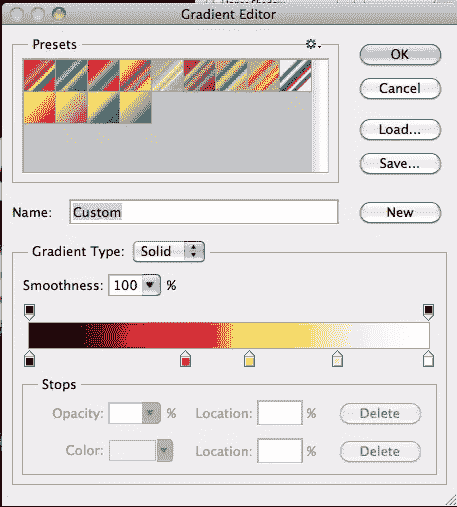 Gradient Editor
Presets
OK
Cancel
Load...
Save...
Name: Custom
New
Gradient Type: Solid
Smoothness: 100 %
Stops
Opacity: % Location: % Delete
Color: Location: % Delete